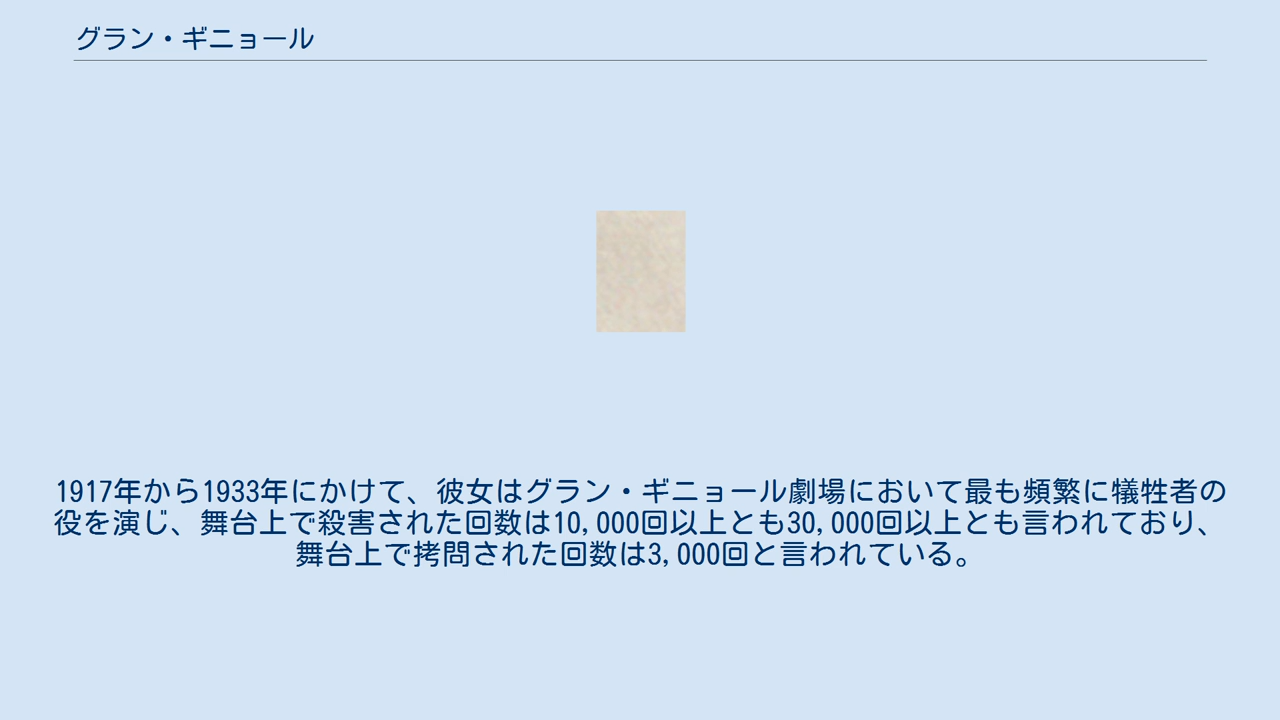 グラン・ギニョール
1917年から1933年にかけて、彼女はグラン・ギニョール劇場において最も頻繁に犠牲者の
役を演じ、舞台上で殺害された回数は10,000回以上とも30,000回以上とも言われており、
舞台上で拷問された回数は3,000回と言われている。